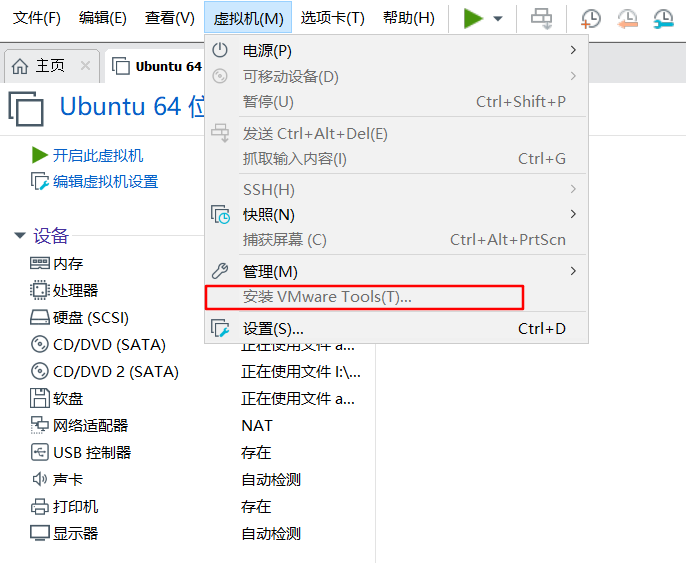 文件(F) 编辑(E) 查看(V) 虚拟机(M) 选项卡(T) 帮助(H)
主页 Ubuntu 64
Ubuntu 64 位
开启此虚拟机
编辑虚拟机设置
电源(P)
可移动设备(D)
暂停(U) Ctrl+Shift+P
发送 Ctrl+Alt+Del(E)
抓取输入内容(I) Ctrl+G
SSH(H)
快照(N)
捕获屏幕 (C) Ctrl+Alt+PrtScn
管理(M)
安装 VMware Tools(T)...
设置(S)... Ctrl+D
设备
内存
处理器
硬盘 (SCSI)
CD/DVD (SATA) 正在使用文件 a...
CD/DVD 2 (SATA) 正在使用文件 I:\...
软盘 正在使用文件 a...
网络适配器 NAT
USB 控制器 存在
声卡 自动检测
打印机 存在
显示器 自动检测